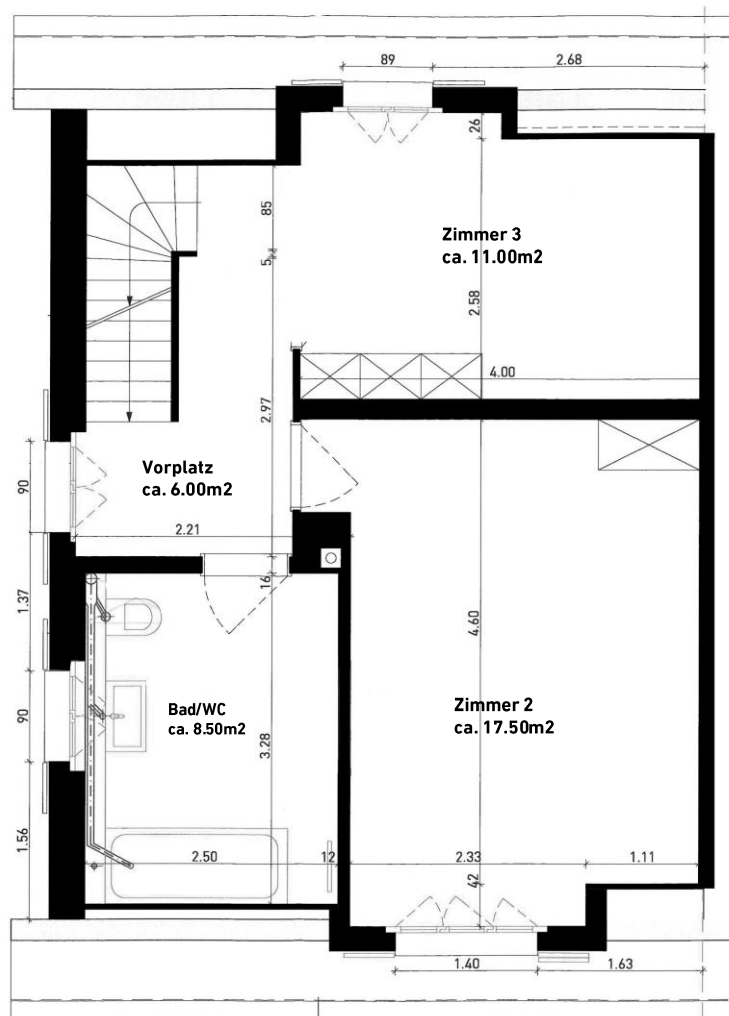 89
2.68
26
85
Zimmer 3
ca. 11.00m2
5
2.58
4.00
2.97
Vorplatz
ca. 6.00m2
90
2.21
16
1.37
4.60
Bad/WC
ca. 8.50m2
Zimmer 2
ca. 17.50m2
90
3.28
1.56
2.50
12
2.33
1.11
42
1.40
1.63